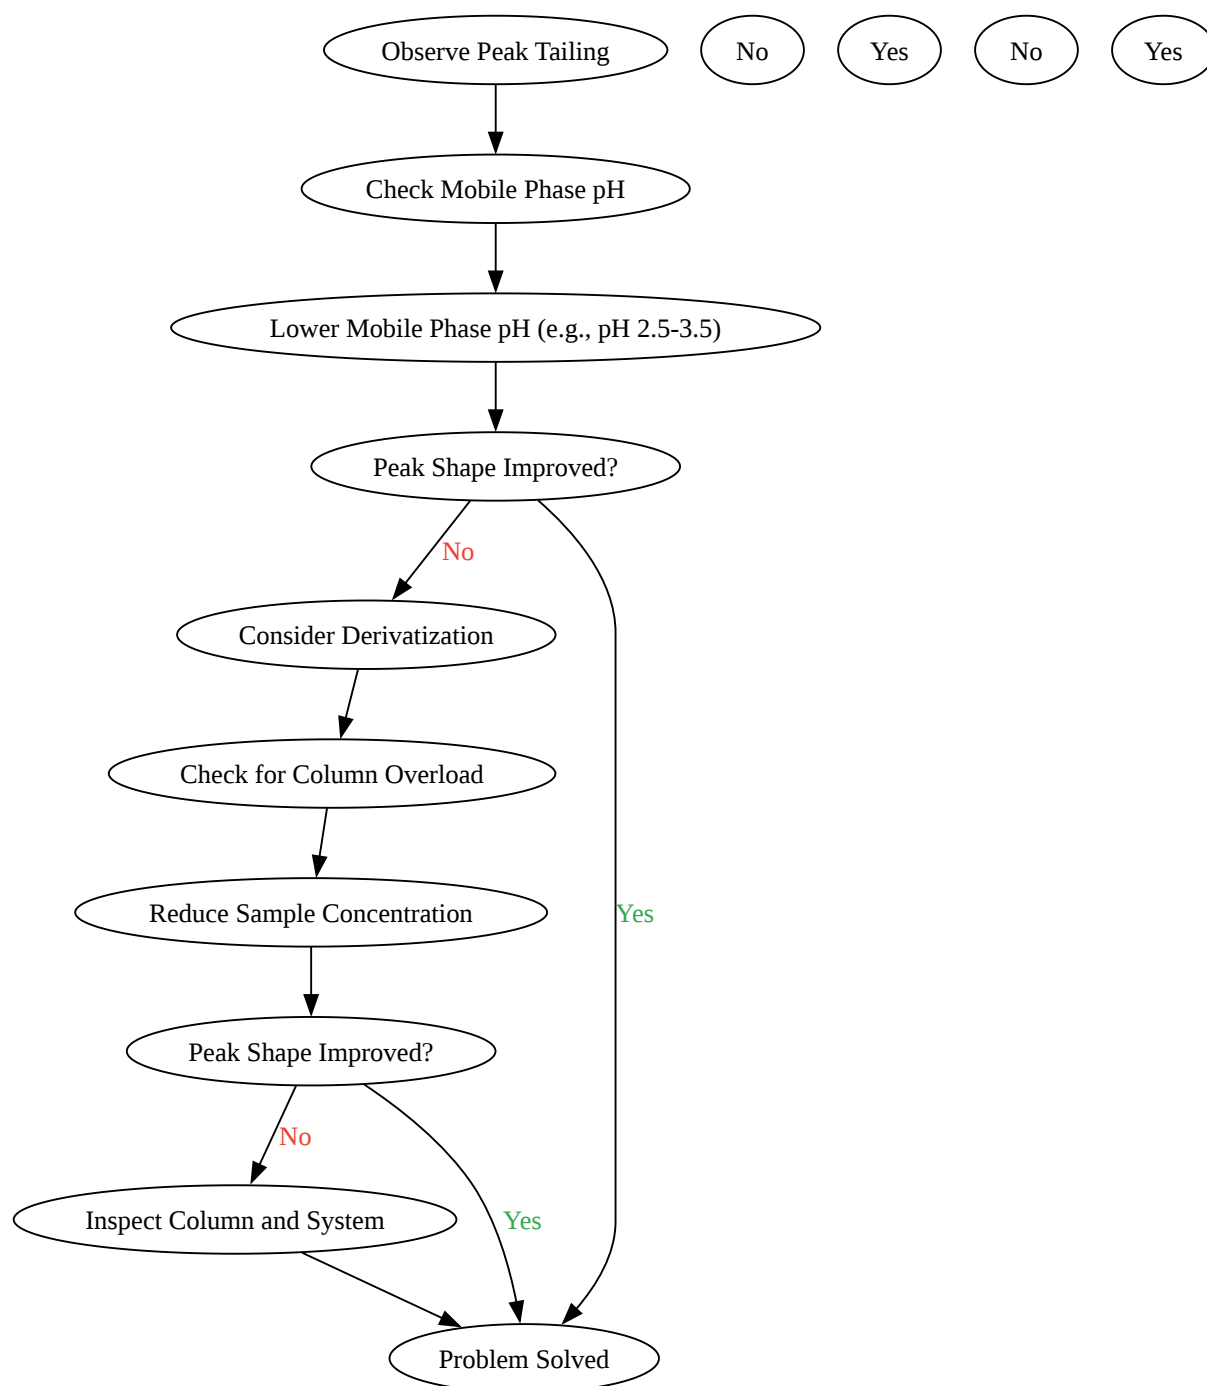 Observe Peak Tailing
No
Yes
No
Yes
Check Mobile Phase pH
Lower Mobile Phase pH (e.g., pH 2.5-3.5)
Peak Shape Improved?
No
Consider Derivatization
Check for Column Overload
Reduce Sample Concentration
Yes
Peak Shape Improved?
No
Inspect Column and System
Yes
Problem Solved